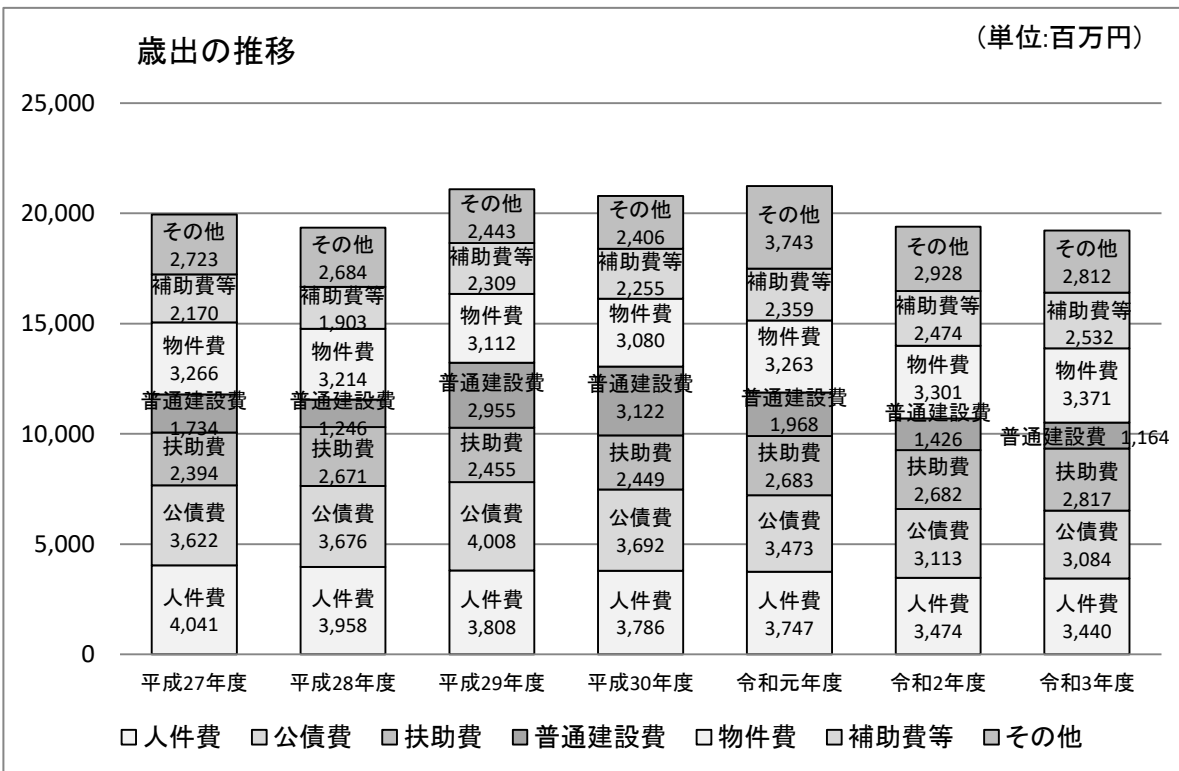 歳出の推移
（単位:百万円）
25,000
20,000
15,000
10,000
5,000
0
その他
2,723
補助費等
2,170
物件費
3,266
普通建設費
1,734
扶助費
2,394
公債費
3,622
人件費
4,041
平成27年度
その他
2,684
補助費等
1,903
物件費
3,214
普通建設費
1,246
扶助費
2,671
公債費
3,676
人件費
3,958
平成28年度
その他
2,443
補助費等
2,309
物件費
3,112
普通建設費
2,955
扶助費
2,455
公債費
4,008
人件費
3,808
平成29年度
その他
2,406
補助費等
2,255
物件費
3,080
普通建設費
3,122
扶助費
2,449
公債費
3,692
人件費
3,786
平成30年度
その他
3,743
補助費等
2,359
物件費
3,263
普通建設費
1,968
扶助費
2,683
公債費
3,473
人件費
3,747
令和元年度
その他
2,928
補助費等
2,474
物件費
3,301
普通建設費
1,426
扶助費
2,682
公債費
3,113
人件費
3,474
令和2年度
その他
2,812
補助費等
2,532
物件費
3,371
普通建設費 1,164
扶助費
2,817
公債費
3,084
人件費
3,440
令和3年度
人件費 公債費 扶助費 普通建設費 物件費 補助費等 その他